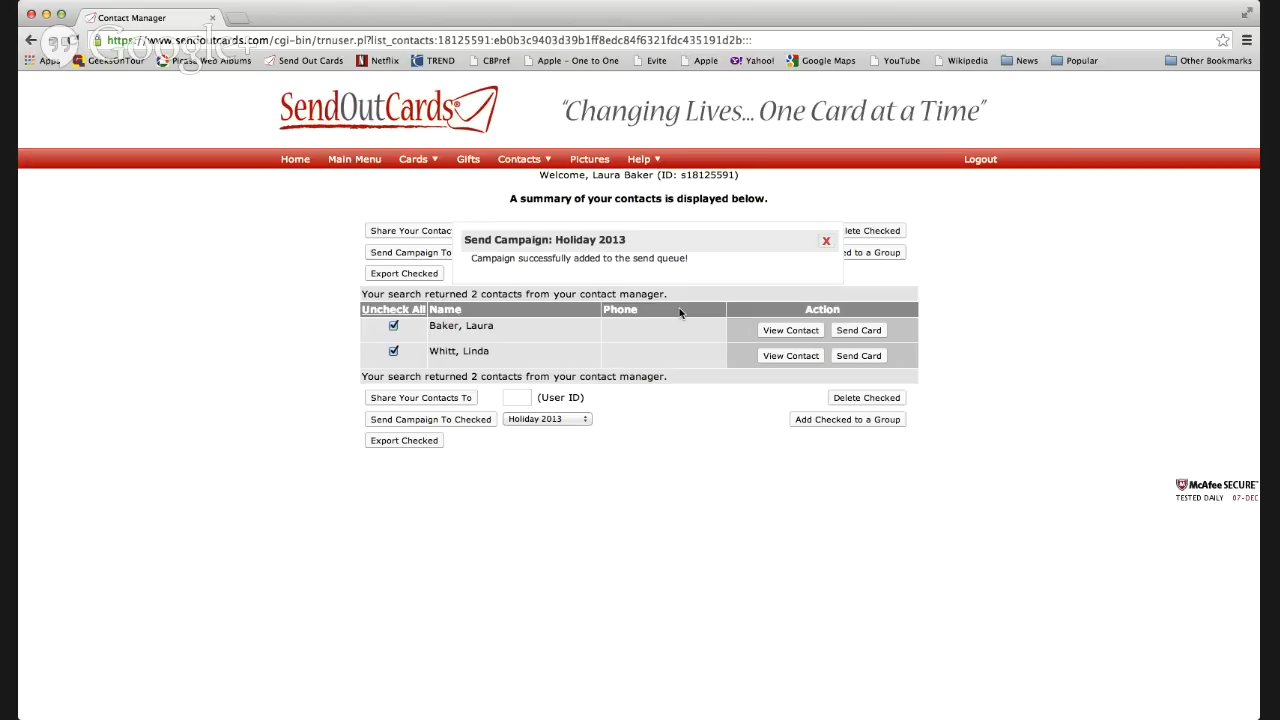 Contact Manager
https://www.sendoutcards.com/cgi-bin/trnuser.pl?list_contacts:18125591:eb0b3c9403d39b1ff8edc84f6321fdc435191d2b:::
Google+
Apps GeeksOnTour Picasa Web Albums Send Out Cards Netflix TREND CBPref Apple – One to One Evite Apple Yahoo! Google Maps YouTube Wikipedia News Popular Other Bookmarks
SendOutCards® “Changing Lives... One Card at a Time”
Home Main Menu Cards ▼ Gifts Contacts ▼ Pictures Help ▼ Logout
Welcome, Laura Baker (ID: s18125591)
A summary of your contacts is displayed below.
Share Your Contac lete Checked
Send Campaign: Holiday 2013 X
Send Campaign To ed to a Group
Campaign successfully added to the send queue!
Export Checked
Your search returned 2 contacts from your contact manager.
Uncheck All Name Phone Action
Baker, Laura View Contact Send Card
Whitt, Linda View Contact Send Card
Your search returned 2 contacts from your contact manager.
Share Your Contacts To (User ID) Delete Checked
Send Campaign To Checked Holiday 2013 Add Checked to a Group
Export Checked
McAfee SECURE™
TESTED DAILY 07-DEC